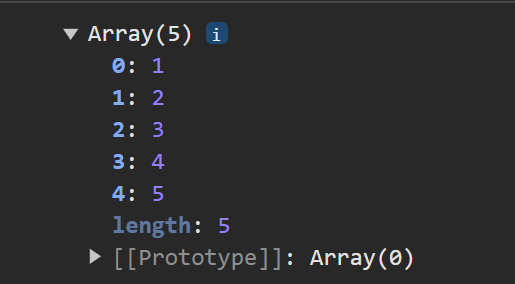 Array(5) i
0: 1
1: 2
2: 3
3: 4
4: 5
length: 5
[[Prototype]]: Array(0)